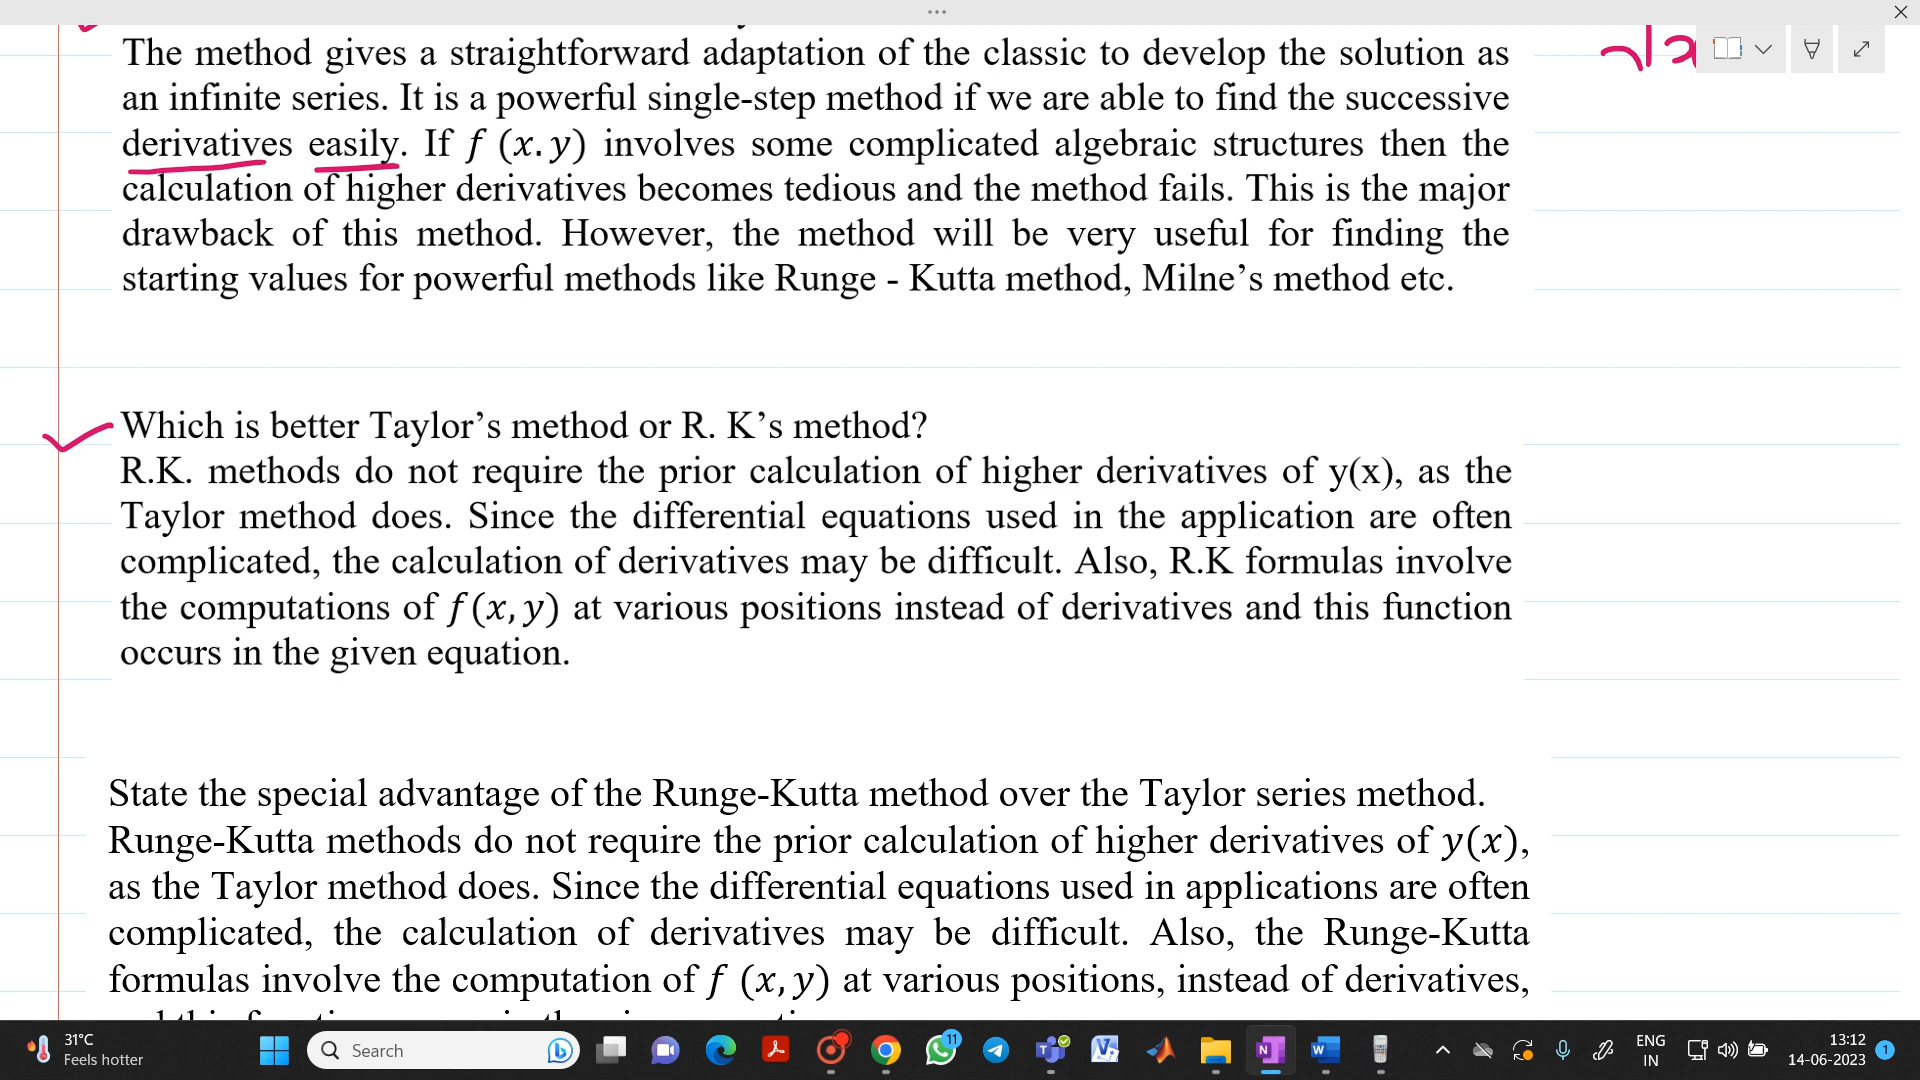 The method gives a straightforward adaptation of the classic to develop the solution as
an infinite series. It is a powerful single-step method if we are able to find the successive
derivatives easily. If f (x. y) involves some complicated algebraic structures then the
calculation of higher derivatives becomes tedious and the method fails. This is the major
drawback of this method. However, the method will be very useful for finding the
starting values for powerful methods like Runge - Kutta method, Milne’s method etc.
Which is better Taylor’s method or R. K’s method?
R.K. methods do not require the prior calculation of higher derivatives of y(x), as the
Taylor method does. Since the differential equations used in the application are often
complicated, the calculation of derivatives may be difficult. Also, R.K formulas involve
the computations of f(x, y) at various positions instead of derivatives and this function
occurs in the given equation.
State the special advantage of the Runge-Kutta method over the Taylor series method.
Runge-Kutta methods do not require the prior calculation of higher derivatives of y(x),
as the Taylor method does. Since the differential equations used in applications are often
complicated, the calculation of derivatives may be difficult. Also, the Runge-Kutta
formulas involve the computation of f (x, y) at various positions, instead of derivatives,
31°C
Feels hotter
Search
11
ENG
IN
13:12
14-06-2023
1